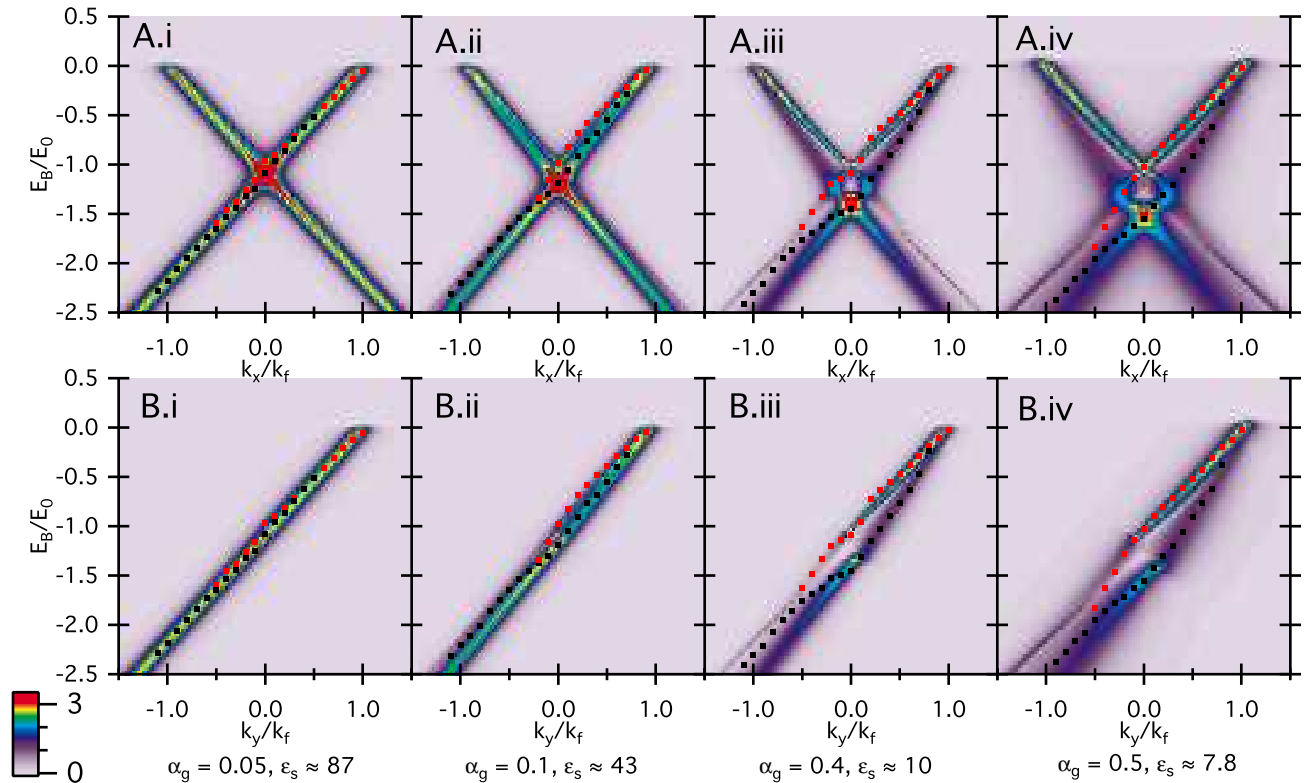 A.i A.ii A.iii A.iv
0.5
0.0
-0.5
-1.0
-1.5
-2.0
-2.5
E_B/E_0
-1.0 0.0 1.0 -1.0 0.0 1.0 -1.0 0.0 1.0 -1.0 0.0 1.0
k_x/k_f k_x/k_f k_x/k_f k_x/k_f
B.i B.ii B.iii B.iv
0.5
0.0
-0.5
-1.0
-1.5
-2.0
-2.5
E_B/E_0
3
0
-1.0 0.0 1.0 -1.0 0.0 1.0 -1.0 0.0 1.0 -1.0 0.0 1.0
k_y/k_f k_y/k_f k_y/k_f k_y/k_f
α_g = 0.05, ε_s ≈ 87 α_g = 0.1, ε_s ≈ 43 α_g = 0.4, ε_s ≈ 10 α_g = 0.5, ε_s ≈ 7.8